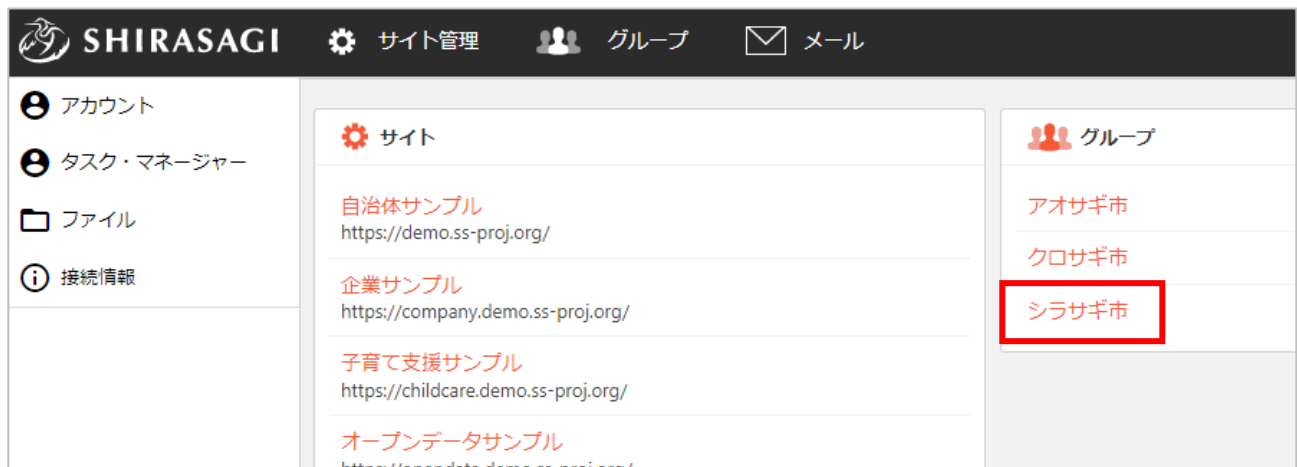 SHIRASAGI サイト管理 グループ メール
アカウント
タスク・マネージャー
ファイル
接続情報
サイト
自治体サンプル
https://demo.ss-proj.org/
企業サンプル
https://company.demo.ss-proj.org/
子育て支援サンプル
https://childcare.demo.ss-proj.org/
オープンデータサンプル
グループ
アオサギ市
クロサギ市
シラサギ市